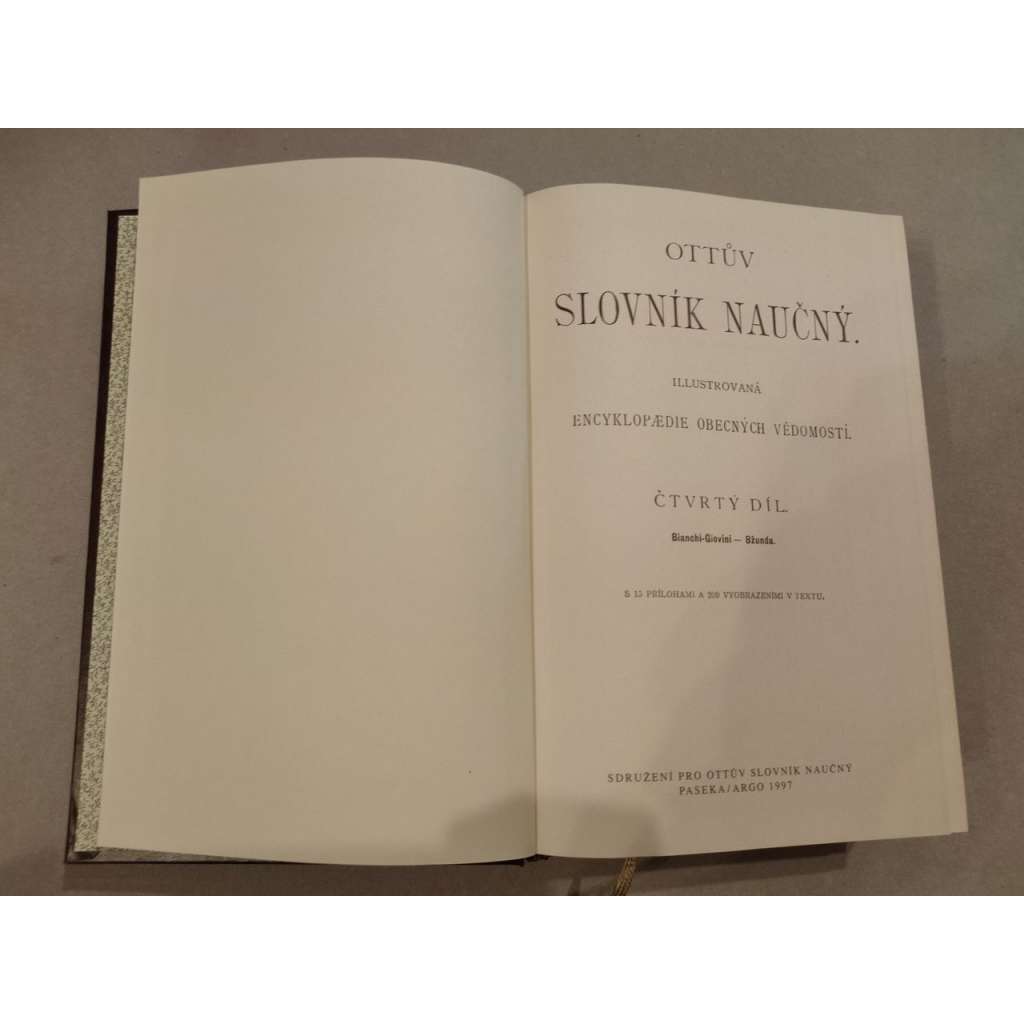 OTTŮV
SLOVNÍK NAUČNÝ.
ILLUSTROVANÁ
ENCYKLOPÆDIE OBECNÝCH VĚDOMOSTÍ.
ČTVRTÝ DÍL.
Bianchi-Giovini — Bžunda.
S 15 PŘÍLOHAMI A 209 VYOBRAZENÍMI V TEXTU.
SDRUŽENÍ PRO OTTŮV SLOVNÍK NAUČNÝ
PASEKA/ARGO 1997